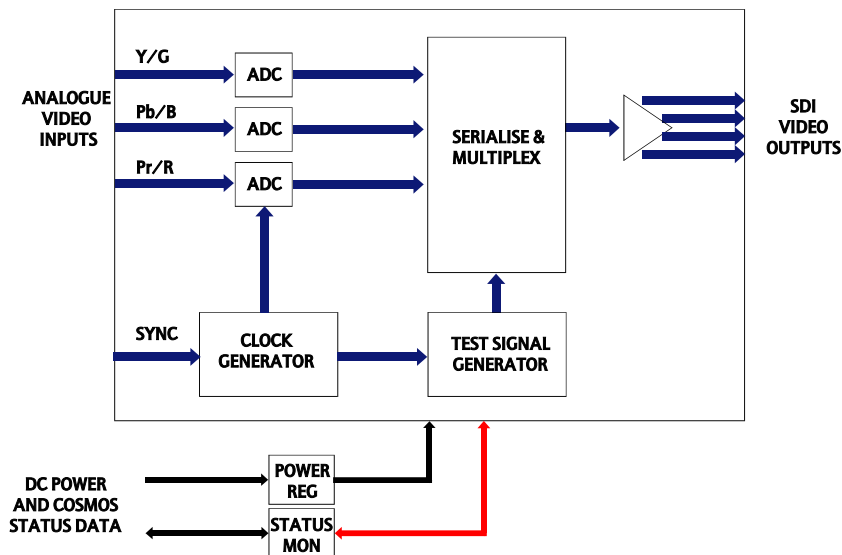 Y/G
ADC
ANALOGUE
VIDEO
INPUTS
Pb/B
ADC
SERIALISE &
MULTIPLEX
SDI
VIDEO
OUTPUTS
Pr/R
ADC
SYNC
CLOCK
GENERATOR
TEST SIGNAL
GENERATOR
DC POWER
AND COSMOS
STATUS DATA
POWER
REG
STATUS
MON